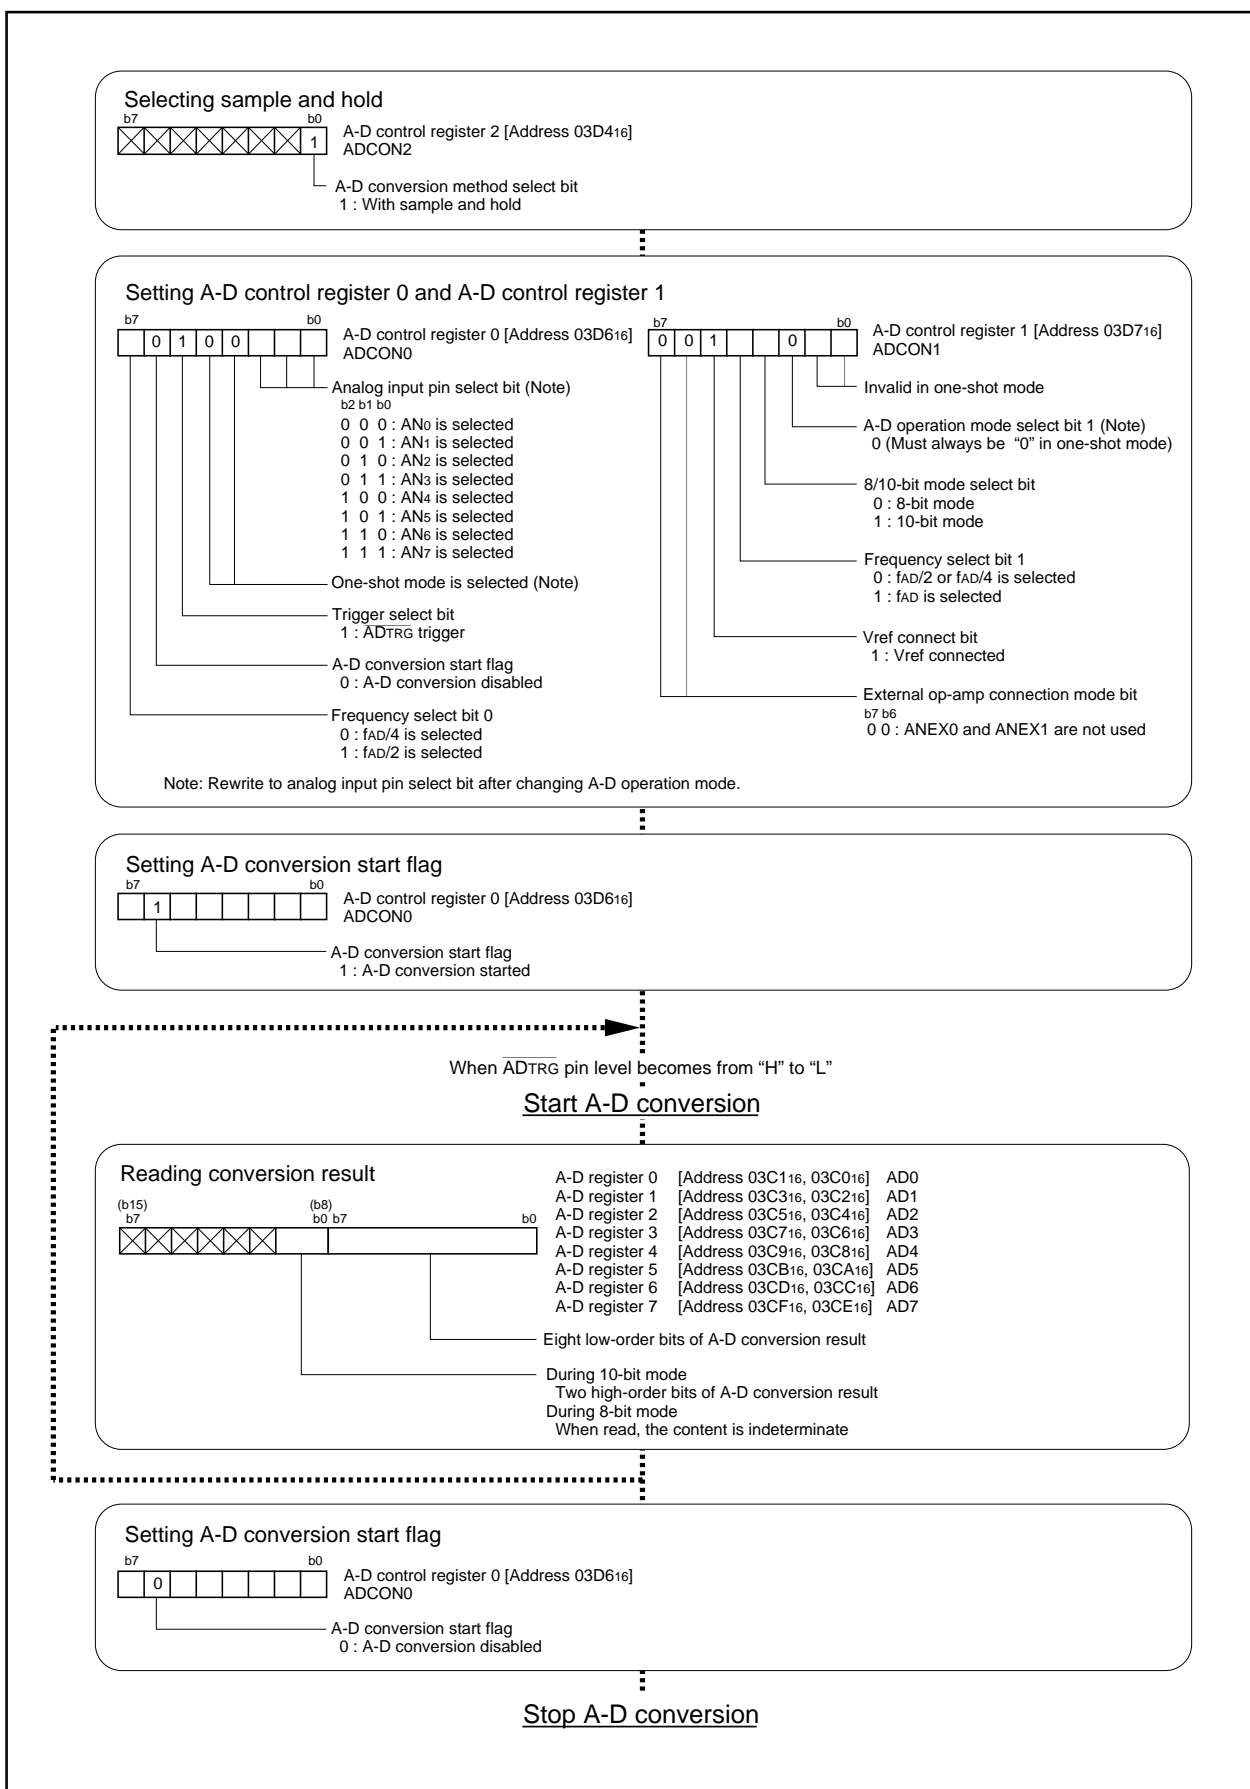 Selecting sample and hold
b7 b0
1
A-D control register 2 [Address 03D416]
ADCON2
A-D conversion method select bit
1 : With sample and hold
Setting A-D control register 0 and A-D control register 1
b7 b0
0 1 0 0
A-D control register 0 [Address 03D616]
ADCON0
Analog input pin select bit (Note)
b2 b1 b0
0 0 0 : AN0 is selected
0 0 1 : AN1 is selected
0 1 0 : AN2 is selected
0 1 1 : AN3 is selected
1 0 0 : AN4 is selected
1 0 1 : AN5 is selected
1 1 0 : AN6 is selected
1 1 1 : AN7 is selected
One-shot mode is selected (Note)
Trigger select bit
1 : ADTRG trigger
A-D conversion start flag
0 : A-D conversion disabled
Frequency select bit 0
0 : fAD/4 is selected
1 : fAD/2 is selected
b7 b0
0 0 1 0
A-D control register 1 [Address 03D716]
ADCON1
Invalid in one-shot mode
A-D operation mode select bit 1 (Note)
0 (Must always be “0” in one-shot mode)
8/10-bit mode select bit
0 : 8-bit mode
1 : 10-bit mode
Frequency select bit 1
0 : fAD/2 or fAD/4 is selected
1 : fAD is selected
Vref connect bit
1 : Vref connected
External op-amp connection mode bit
b7 b6
0 0 : ANEX0 and ANEX1 are not used
Note: Rewrite to analog input pin select bit after changing A-D operation mode.
Setting A-D conversion start flag
b7 b0
1
A-D control register 0 [Address 03D616]
ADCON0
A-D conversion start flag
1 : A-D conversion started
When ADTRG pin level becomes from “H” to “L”
Start A-D conversion
Reading conversion result
(b15) (b8)
b7 b0 b7 b0
A-D register 0 [Address 03C116, 03C016] AD0
A-D register 1 [Address 03C316, 03C216] AD1
A-D register 2 [Address 03C516, 03C416] AD2
A-D register 3 [Address 03C716, 03C616] AD3
A-D register 4 [Address 03C916, 03C816] AD4
A-D register 5 [Address 03CB16, 03CA16] AD5
A-D register 6 [Address 03CD16, 03CC16] AD6
A-D register 7 [Address 03CF16, 03CE16] AD7
Eight low-order bits of A-D conversion result
During 10-bit mode
Two high-order bits of A-D conversion result
During 8-bit mode
When read, the content is indeterminate
Setting A-D conversion start flag
b7 b0
0
A-D control register 0 [Address 03D616]
ADCON0
A-D conversion start flag
0 : A-D conversion disabled
Stop A-D conversion